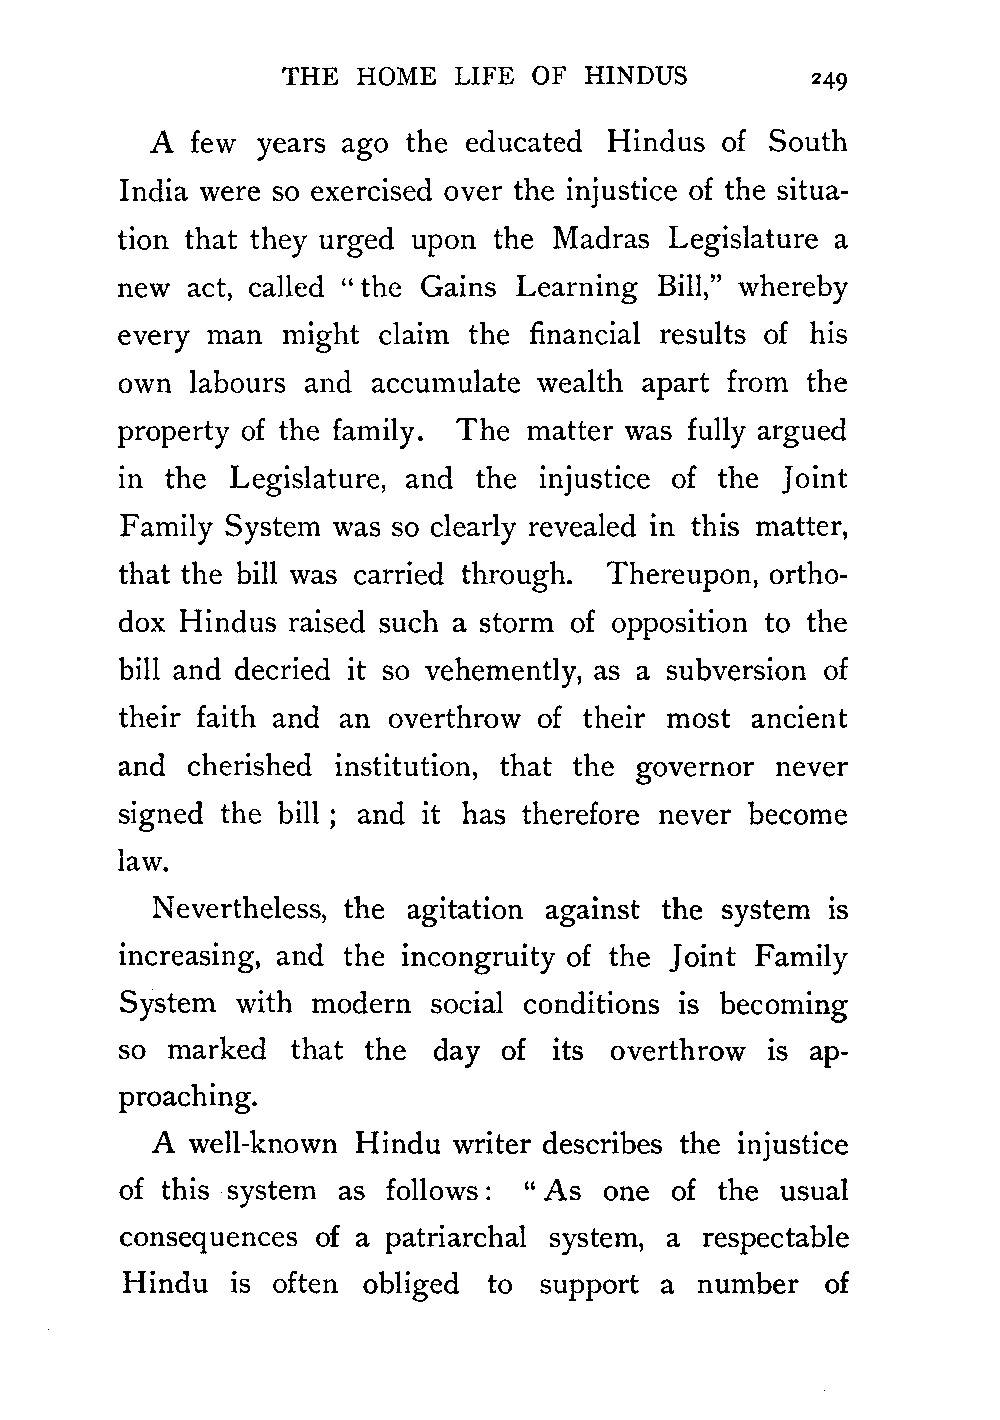 THE HOME LIFE OF HINDUS 249
A few years ago the educated Hindus of South
India were so exercised over the injustice of the situa-
tion that they urged upon the Madras Legislature a
new act, called "the Gains Learning Bill," whereby
every man might claim the financial results of his
own labours and accumulate wealth apart from the
property of the family. The matter was fully argued
in the Legislature, and the injustice of the Joint
Family System was so clearly revealed in this matter,
that the bill was carried through. Thereupon, ortho-
dox Hindus raised such a storm of opposition to the
bill and decried it so vehemently, as a subversion of
their faith and an overthrow of their most ancient
and cherished institution, that the governor never
signed the bill ; and it has therefore never become
law.
Nevertheless, the agitation against the system is
increasing, and the incongruity of the Joint Family
System with modern social conditions is becoming
so marked that the day of its overthrow is ap-
proaching.
A well-known Hindu writer describes the injustice
of this system as follows: "As one of the usual
consequences of a patriarchal system, a respectable
Hindu is often obliged to support a number of